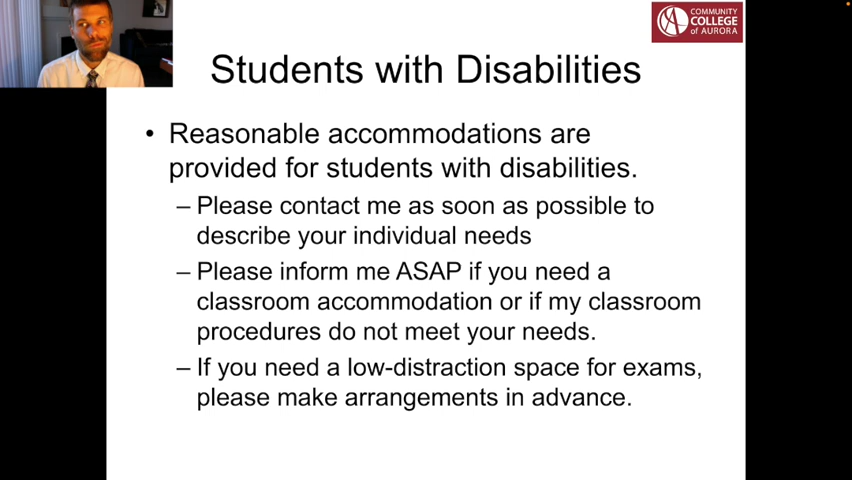 COMMUNITY
COLLEGE
of AURORA
Students with Disabilities
• Reasonable accommodations are
provided for students with disabilities.
– Please contact me as soon as possible to
describe your individual needs
– Please inform me ASAP if you need a
classroom accommodation or if my classroom
procedures do not meet your needs.
– If you need a low-distraction space for exams,
please make arrangements in advance.